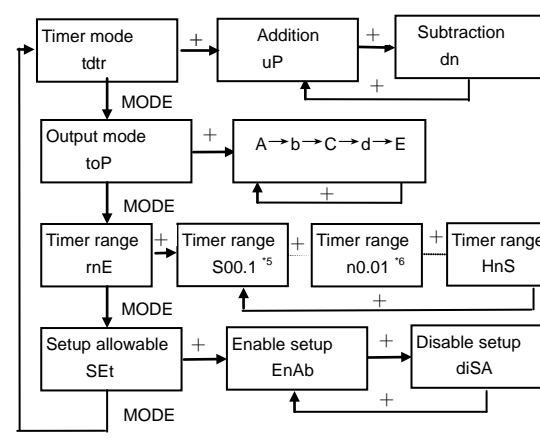 Timer mode
tdtr
+
Addition
uP
+
Subtraction
dn
+
MODE
Output mode
toP
+
A→b→C→d→E
+
MODE
Timer range
rnE
+
Timer range
S00.1 *5
+
Timer range
n0.01 *6
+
Timer range
HnS
+
MODE
Setup allowable
SEt
+
Enable setup
EnAb
+
Disable setup
diSA
+
MODE